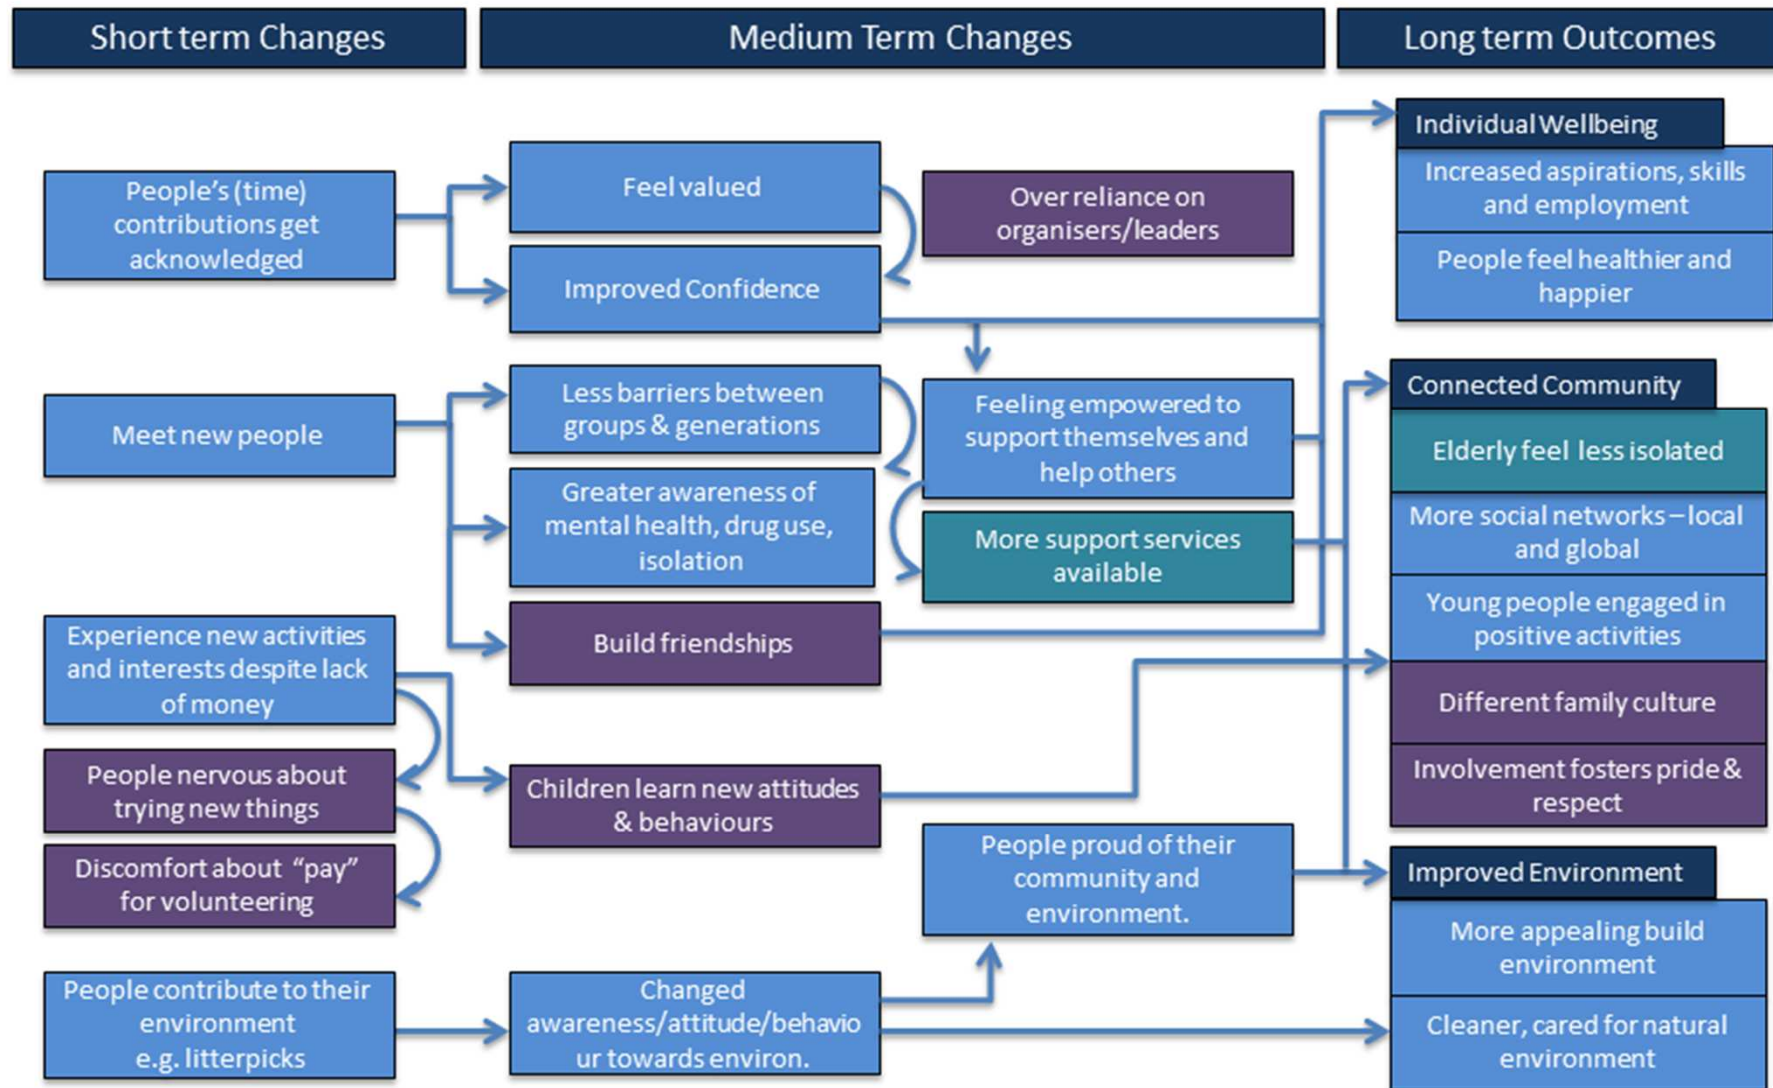 Short term Changes
Medium Term Changes
Long term Outcomes
People’s (time)
contributions get
acknowledged
Meet new people
Experience new activities
and interests despite lack
of money
People nervous about
trying new things
Discomfort about “pay”
for volunteering
People contribute to their
environment
e.g. litterpicks
Feel valued
Improved Confidence
Less barriers between
groups & generations
Greater awareness of
mental health, drug use,
isolation
Build friendships
Children learn new attitudes
& behaviours
Changed
awareness/attitude/behavio
ur towards environ.
Over reliance on
organisers/leaders
Feeling empowered to
support themselves and
help others
More support services
available
People proud of their
community and
environment.
Individual Wellbeing
Increased aspirations, skills
and employment
People feel healthier and
happier
Connected Community
Elderly feel less isolated
More social networks – local
and global
Young people engaged in
positive activities
Different family culture
Involvement fosters pride &
respect
Improved Environment
More appealing build
environment
Cleaner, cared for natural
environment